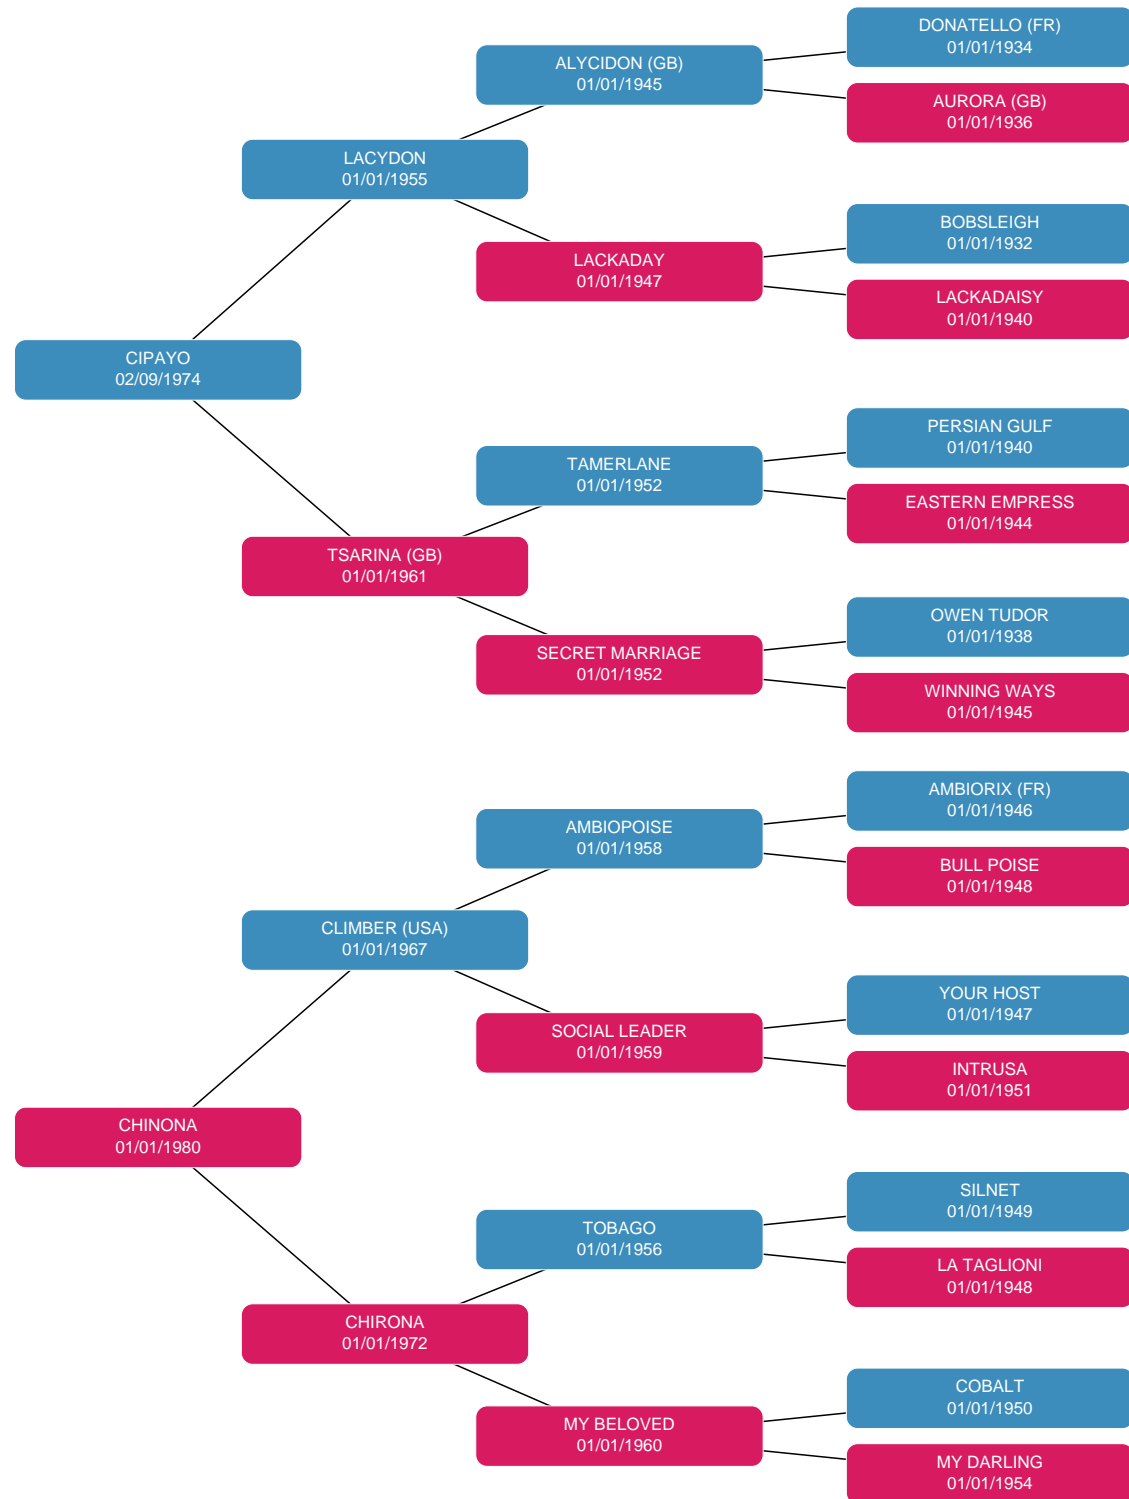 DONATELLO (FR)
01/01/1934
ALYCIDON (GB)
01/01/1945
AURORA (GB)
01/01/1936
LACYDON
01/01/1955
BOBSLEIGH
01/01/1932
LACKADAY
01/01/1947
LACKADAISY
01/01/1940
CIPAYO
02/09/1974
PERSIAN GULF
01/01/1940
TAMERLANE
01/01/1952
EASTERN EMPRESS
01/01/1944
TSARINA (GB)
01/01/1961
OWEN TUDOR
01/01/1938
SECRET MARRIAGE
01/01/1952
WINNING WAYS
01/01/1945
AMBIORIX (FR)
01/01/1946
AMBIOPOISE
01/01/1958
BULL POISE
01/01/1948
CLIMBER (USA)
01/01/1967
YOUR HOST
01/01/1947
SOCIAL LEADER
01/01/1959
INTRUSA
01/01/1951
CHINONA
01/01/1980
SILNET
01/01/1949
TOBAGO
01/01/1956
LA TAGLIONI
01/01/1948
CHIRONA
01/01/1972
COBALT
01/01/1950
MY BELOVED
01/01/1960
MY DARLING
01/01/1954